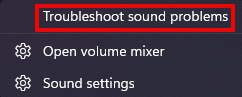 Troubleshoot sound problems
Open volume mixer
Sound settings